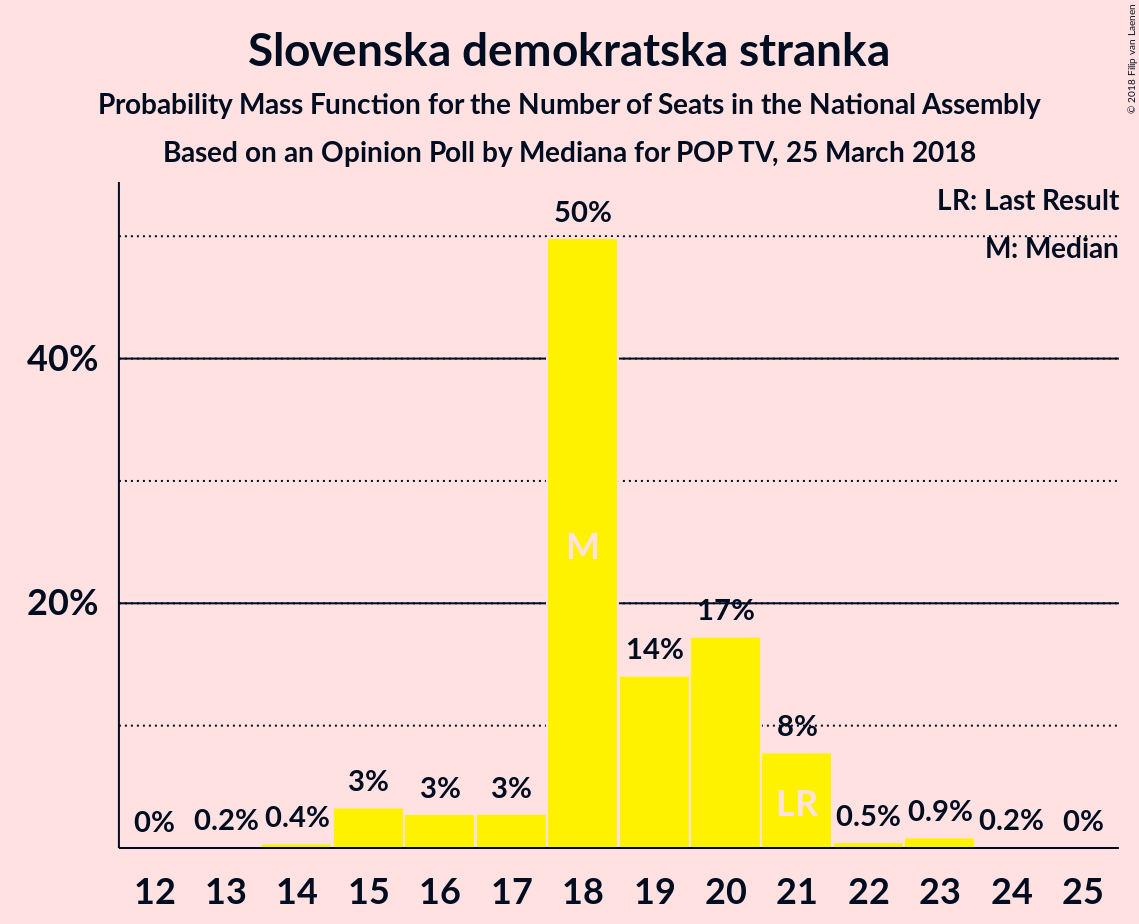 Slovenska demokratska stranka
Probability Mass Function for the Number of Seats in the National Assembly
Based on an Opinion Poll by Mediana for POP TV, 25 March 2018
© 2018 Filip van Laenen
LR: Last Result
M: Median
50%
40%
20%
M
17%
14%
8%
LR
3%
3%
3%
0%
0.2%
0.4%
0.5%
0.9%
0.2%
0%
12 13 14 15 16 17 18 19 20 21 22 23 24 25